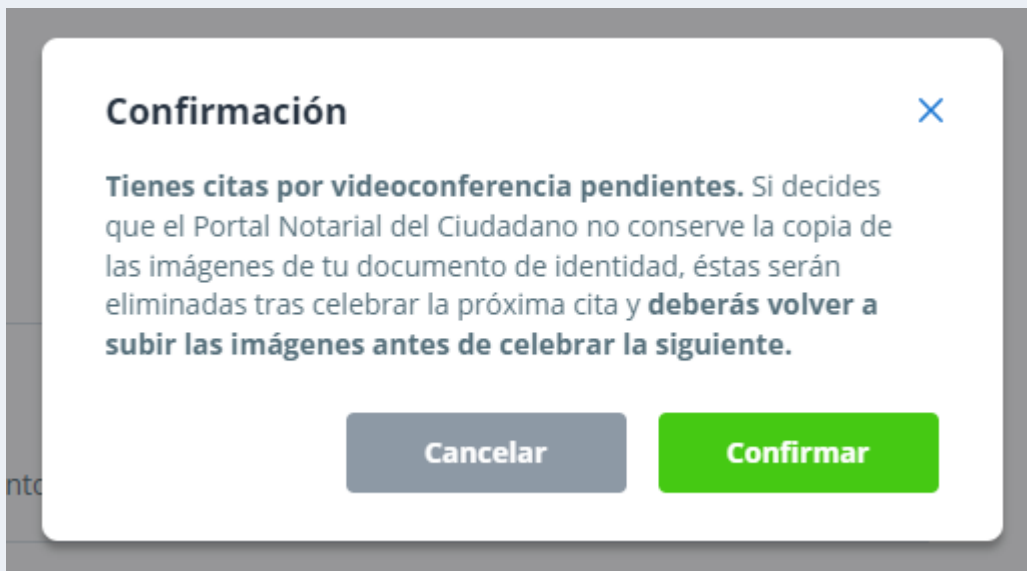 Confirmación
Tienes citas por videoconferencia pendientes. Si decides
que el Portal Notarial del Ciudadano no conserve la copia de
las imágenes de tu documento de identidad, éstas serán
eliminadas tras celebrar la próxima cita y deberás volver a
subir las imágenes antes de celebrar la siguiente.
Cancelar Confirmar